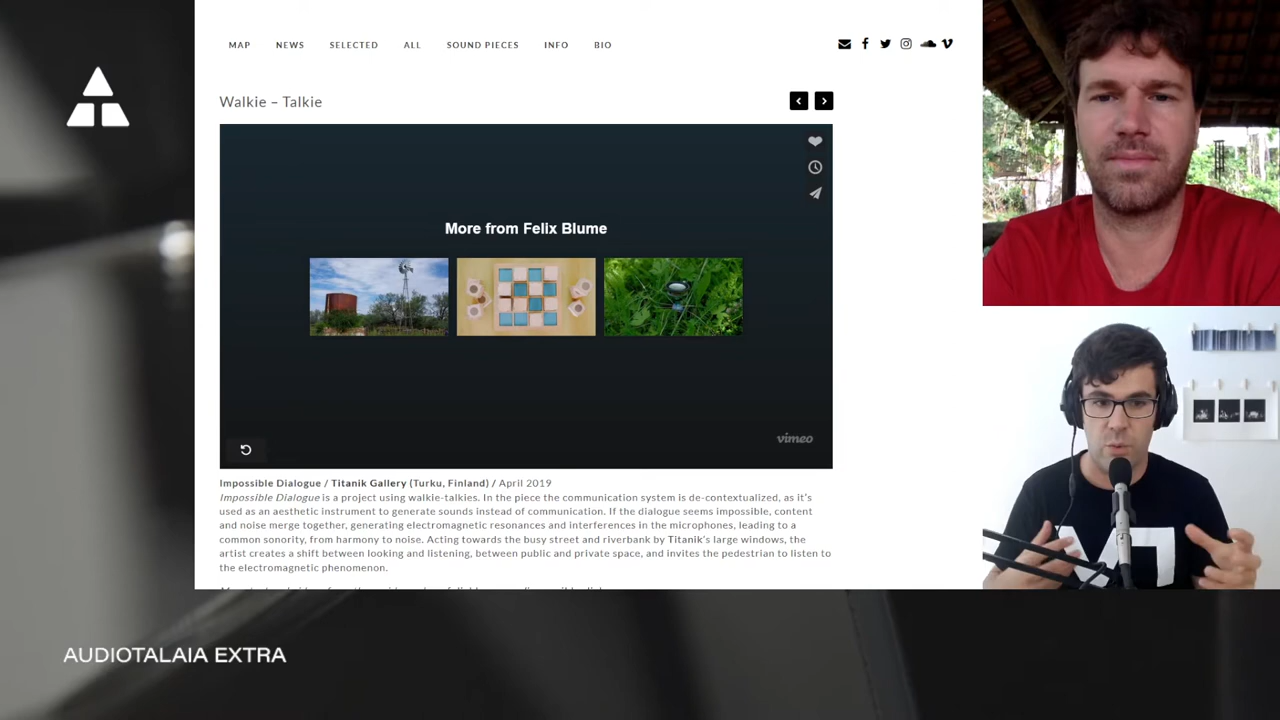 MAP NEWS SELECTED ALL SOUND PIECES INFO BIO
Walkie – Talkie
More from Felix Blume
vimeo
Impossible Dialogue / Titanik Gallery (Turku, Finland) / April 2019
Impossible Dialogue is a project using walkie-talkies. In the piece the communication system is de-contextualized, as it's
used as an aesthetic instrument to generate sounds instead of communication. If the dialogue seems impossible, content
and noise merge together, generating electromagnetic resonances and interferences in the microphones, leading to a
common sonority, from harmony to noise. Acting towards the busy street and riverbank by Titanik's large windows, the
artist creates a shift between looking and listening, between public and private space, and invites the pedestrian to listen to
the electromagnetic phenomenon.
AUDIOTALAIA EXTRA